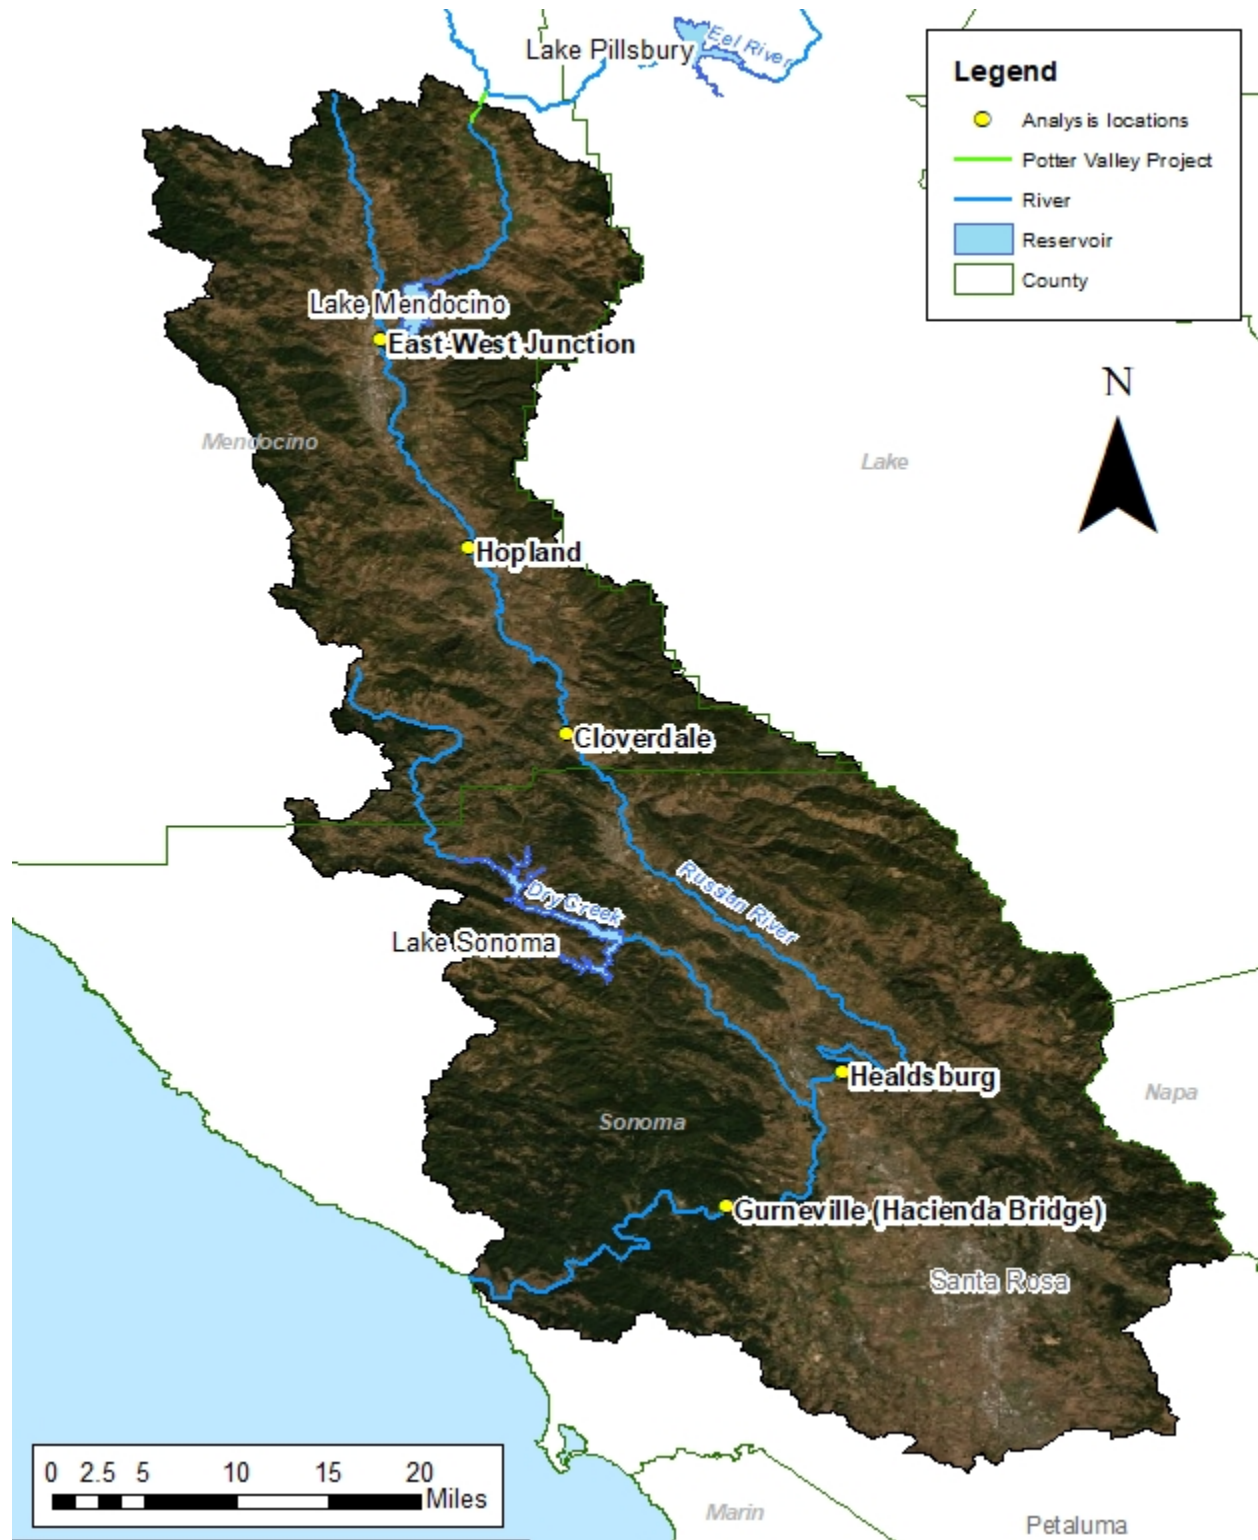 Lake Pillsbury
Eel River
Legend
Analysis locations
Potter Valley Project
River
Reservoir
County
Lake Mendocino
East-West Junction
N
Mendocino
Lake
Hopland
Cloverdale
Russian River
Dry Creek
Lake Sonoma
Healdsburg
Napa
Sonoma
Gurneville (Hacienda Bridge)
Santa Rosa
0 2.5 5 10 15 20
Miles
Marin
Petaluma